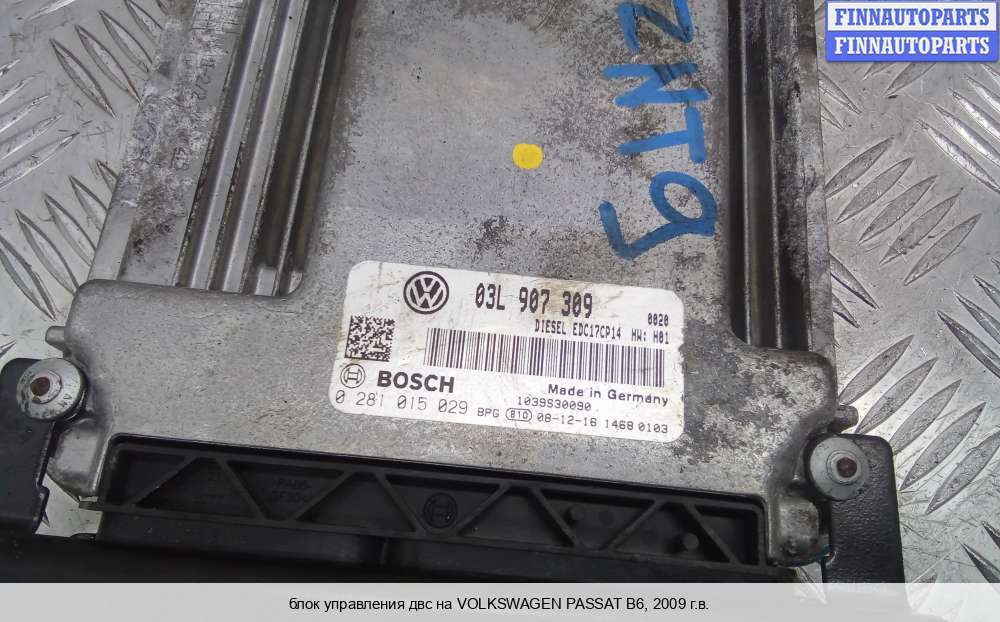 FINNAUTOPARTS
FINNAUTOPARTS
ZNT9
03L 907 309
0020
DIESEL EDC17CP14 HW: H01
BOSCH
Made in Germany
1039S30090
0 281 015 029 BPG 810 08-12-16 1468 0103
блок управления двс на VOLKSWAGEN PASSAT B6, 2009 г.в.